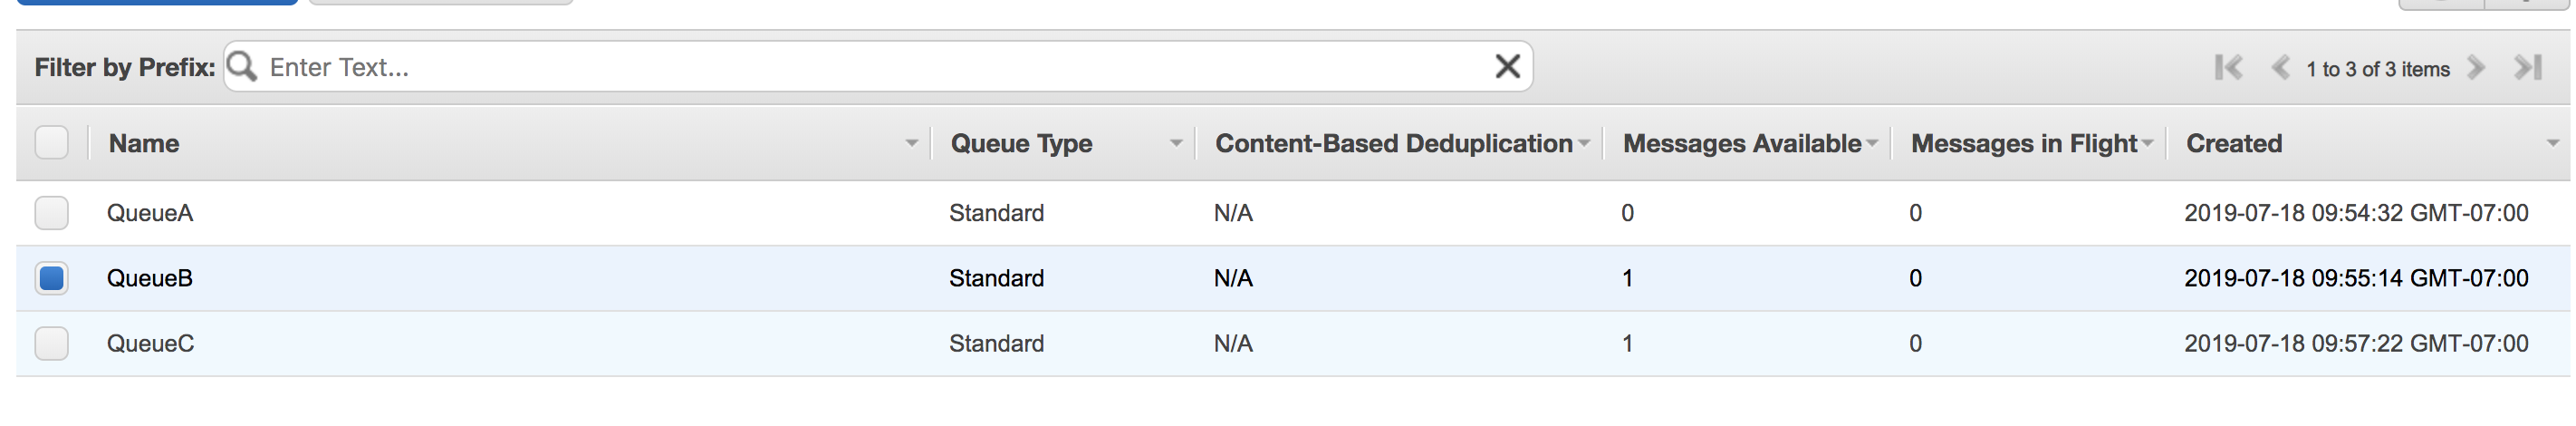 Filter by Prefix: Enter Text... 1 to 3 of 3 items
Name Queue Type Content-Based Deduplication Messages Available Messages in Flight Created
QueueA Standard N/A 0 0 2019-07-18 09:54:32 GMT-07:00
QueueB Standard N/A 1 0 2019-07-18 09:55:14 GMT-07:00
QueueC Standard N/A 1 0 2019-07-18 09:57:22 GMT-07:00